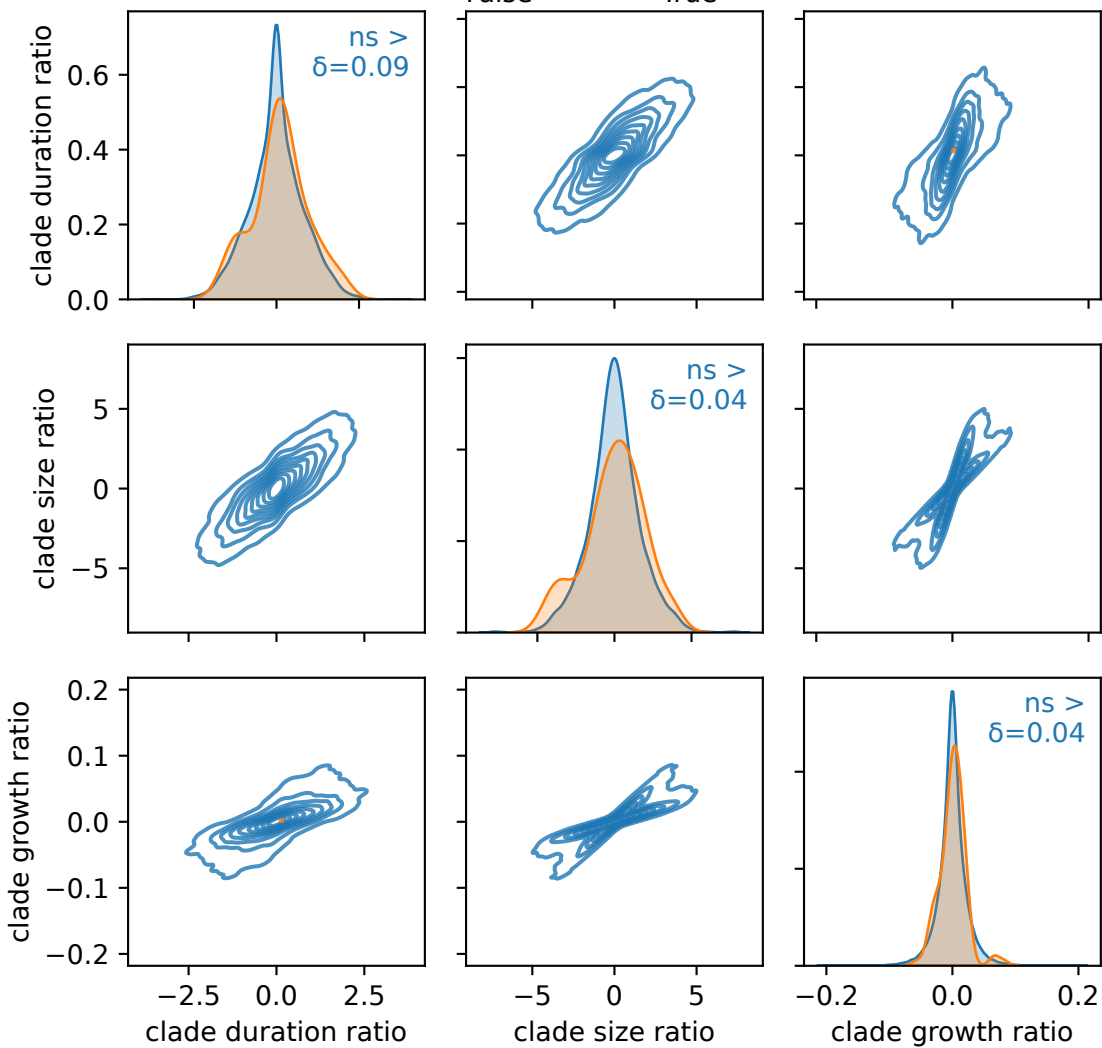 clade duration ratio
0.6
0.4
0.2
0.0
ns >
δ=0.09
clade size ratio
5
0
−5
ns >
δ=0.04
clade growth ratio
0.2
0.1
0.0
−0.1
−0.2
ns >
δ=0.04
−2.5 0.0 2.5
clade duration ratio
−5 0 5
clade size ratio
−0.2 0.0 0.2
clade growth ratio